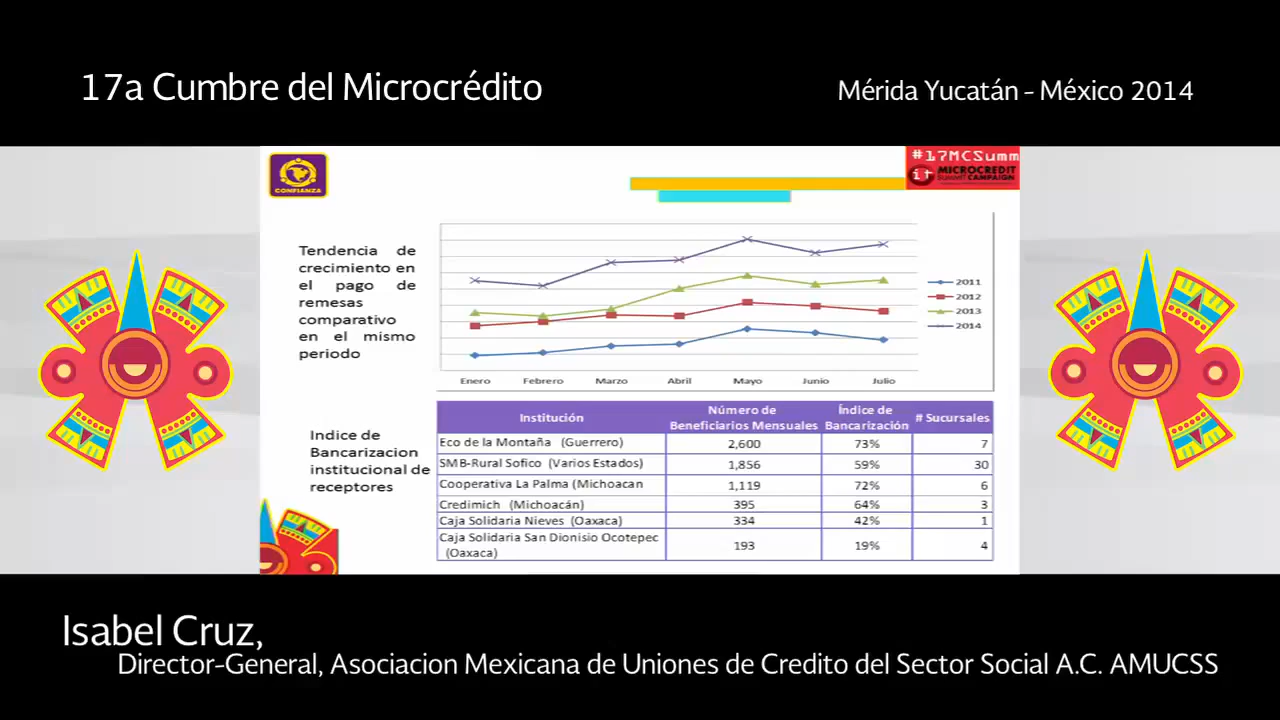 17a Cumbre del Microcrédito
Mérida Yucatán - México 2014
CONFIANZA
#17MCSumm
it MICROCREDIT
SUMMIT CAMPAIGN
Tendencia de
crecimiento en
el pago de
remesas
comparativo
en el mismo
periodo
2011
2012
2013
2014
Enero Febrero Marzo Abril Mayo Junio Julio
Indice de
Bancarizacion
institucional de
receptores
Institución Número de Beneficiarios Mensuales Índice de Bancarización # Sucursales
Eco de la Montaña (Guerrero) 2,600 73% 7
SMB-Rural Sofico (Varios Estados) 1,856 59% 30
Cooperativa La Palma (Michoacan 1,119 72% 6
Credimich (Michoacán) 395 64% 3
Caja Solidaria Nieves (Oaxaca) 334 42% 1
Caja Solidaria San Dionisio Ocotepec (Oaxaca) 193 19% 4
Isabel Cruz,
Director-General, Asociacion Mexicana de Uniones de Credito del Sector Social A.C. AMUCSS